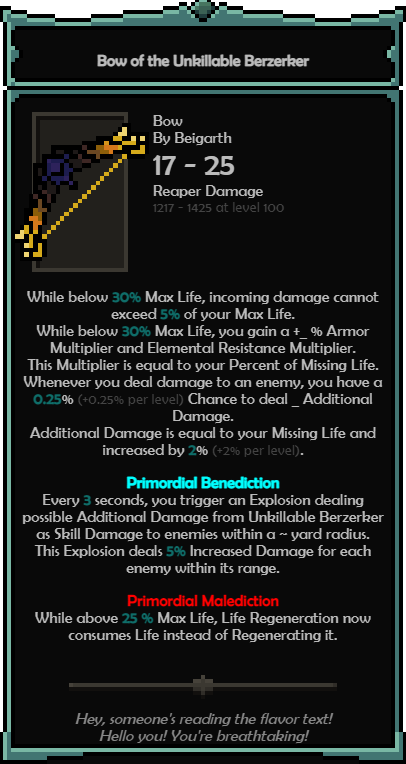 Bow of the Unkillable Berzerker
Bow
By Beigarth
17 - 25
Reaper Damage
1217 - 1425 at level 100
While below 30% Max Life, incoming damage cannot
exceed 5% of your Max Life.
While below 30% Max Life, you gain a +_ % Armor
Multiplier and Elemental Resistance Multiplier.
This Multiplier is equal to your Percent of Missing Life.
Whenever you deal damage to an enemy, you have a
0.25% (+0.25% per level) Chance to deal _ Additional
Damage.
Additional Damage is equal to your Missing Life and
increased by 2% (+2% per level).
Primordial Benediction
Every 3 seconds, you trigger an Explosion dealing
possible Additional Damage from Unkillable Berzerker
as Skill Damage to enemies within a ~ yard radius.
This Explosion deals 5% Increased Damage for each
enemy within its range.
Primordial Malediction
While above 25 % Max Life, Life Regeneration now
consumes Life instead of Regenerating it.
Hey, someone's reading the flavor text!
Hello you! You're breathtaking!